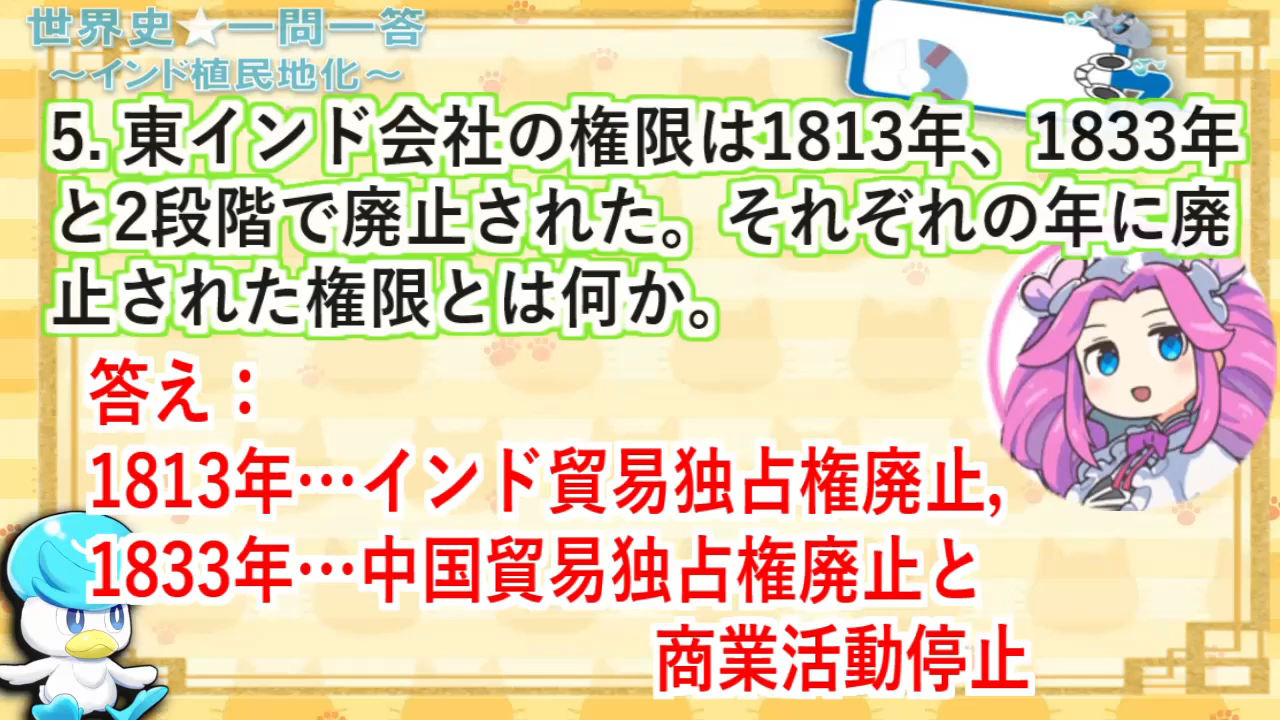 世界史★一問一答
～インド植民地化～
5. 東インド会社の権限は1813年、1833年
と2段階で廃止された。それぞれの年に廃
止された権限とは何か。
答え：
1813年…インド貿易独占権廃止,
1833年…中国貿易独占権廃止と
商業活動停止